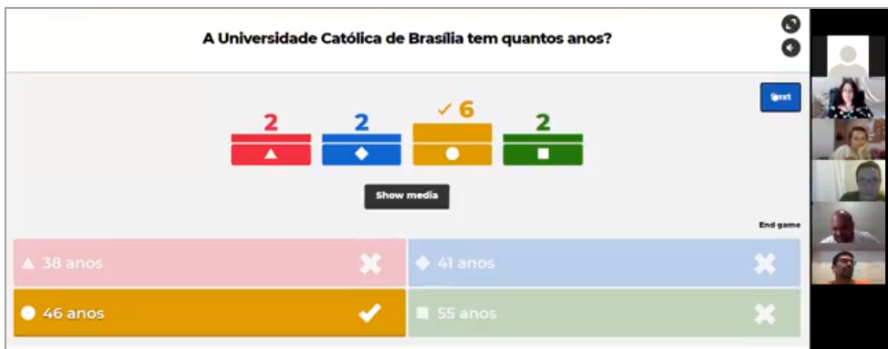 A Universidade Católica de Brasília tem quantos anos?
Next
2
2
6
2
Show media
End game
38 anos
41 anos
46 anos
55 anos